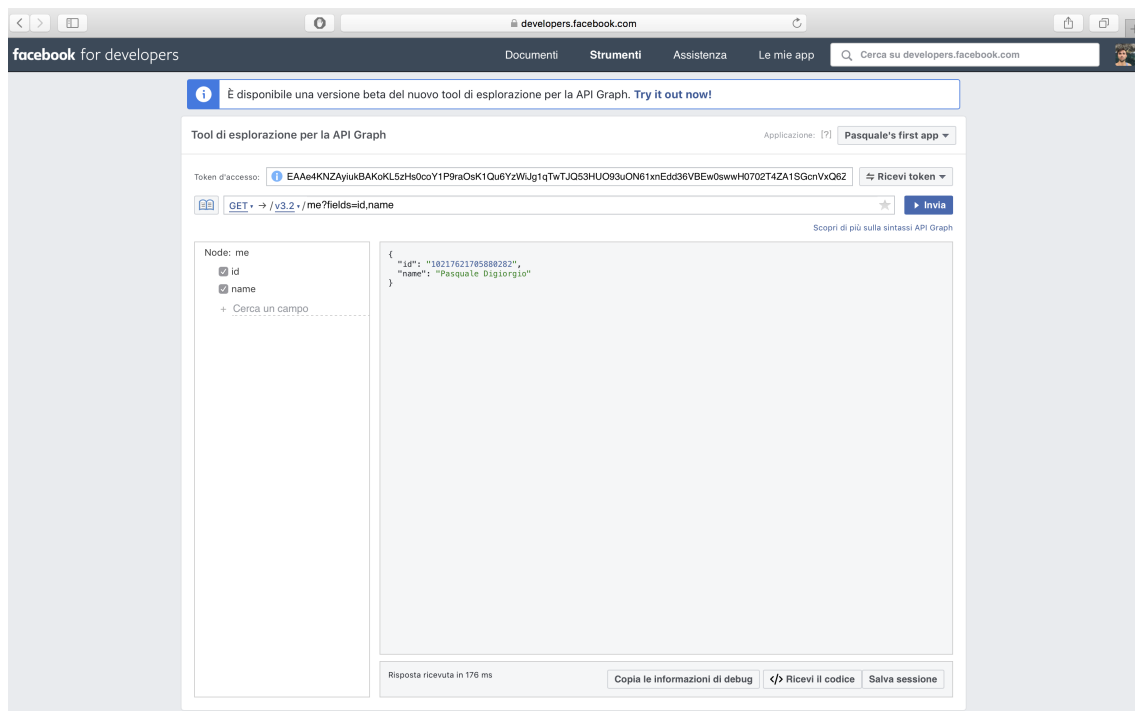 developers.facebook.com
facebook for developers
Documenti Strumenti Assistenza Le mie app Cerca su developers.facebook.com
È disponibile una versione beta del nuovo tool di esplorazione per la API Graph. Try it out now!
Tool di esplorazione per la API Graph
Applicazione: [?] Pasquale's first app
Token d'accesso: EAAe4KNZAyiukBAKoKL5zHs0coY1P9raOsK1Qu6YzWiJg1qTwTJQ53HUO93uON61xnEdd36VBEw0swwH0702T4ZA1SGcnVxQ6Z Ricevi token
GET → / v3.2 / me?fields=id,name Invia
Scopri di più sulla sintassi API Graph
Node: me
id
name
+ Cerca un campo
{
"id": "10217621705880282",
"name": "Pasquale Digiorgio"
}
Risposta ricevuta in 176 ms
Copia le informazioni di debug </> Ricevi il codice Salva sessione